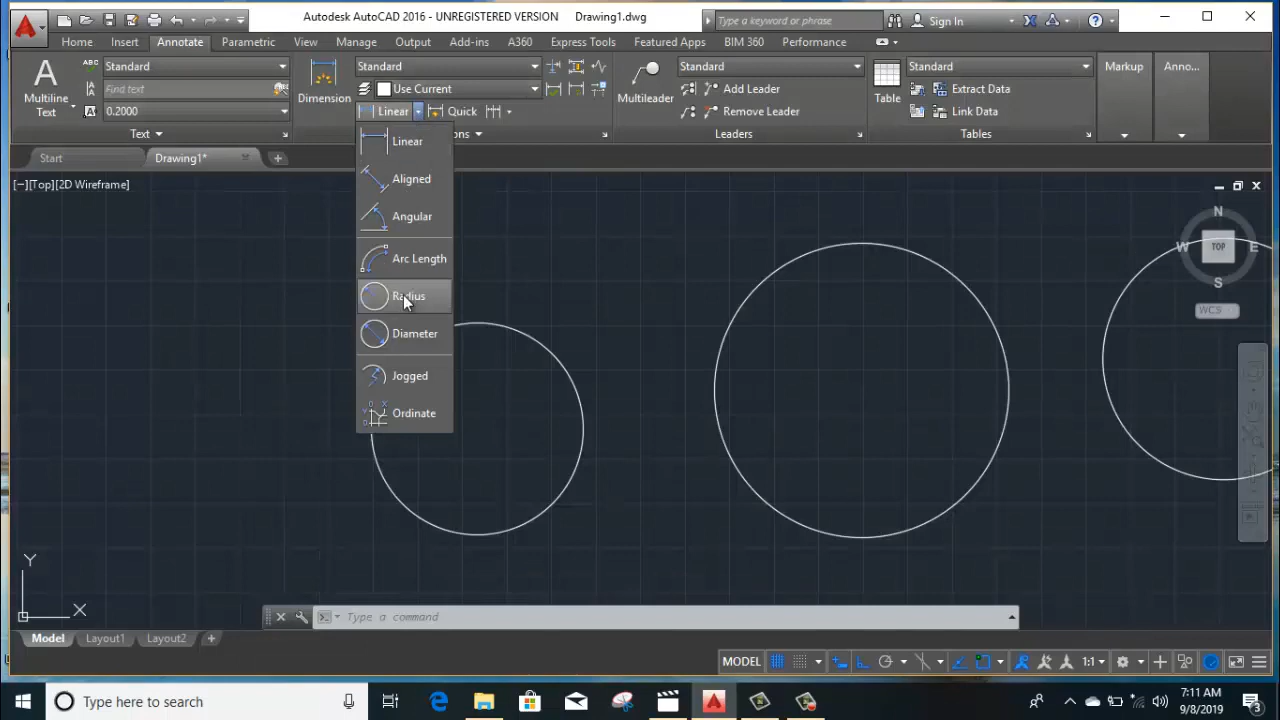 Autodesk AutoCAD 2016 - UNREGISTERED VERSION Drawing1.dwg
Type a keyword or phrase
Sign In
Home Insert Annotate Parametric View Manage Output Add-ins A360 Express Tools Featured Apps BIM 360 Performance
Multiline
Text
ABC Standard
Find text
0.2000
Text
Dimension
Standard
Use Current
Linear Quick
ons
Multileader
Standard
Add Leader
Remove Leader
Leaders
Table
Standard
Extract Data
Link Data
Tables
Markup
Anno...
Start
Drawing1*
Linear
Aligned
Angular
Arc Length
Radius
Diameter
Jogged
Ordinate
[−][Top][2D Wireframe]
N
W TOP E
S
WCS
Y
X
Type a command
Model Layout1 Layout2
MODEL 1:1
Type here to search
7:11 AM
9/8/2019
3